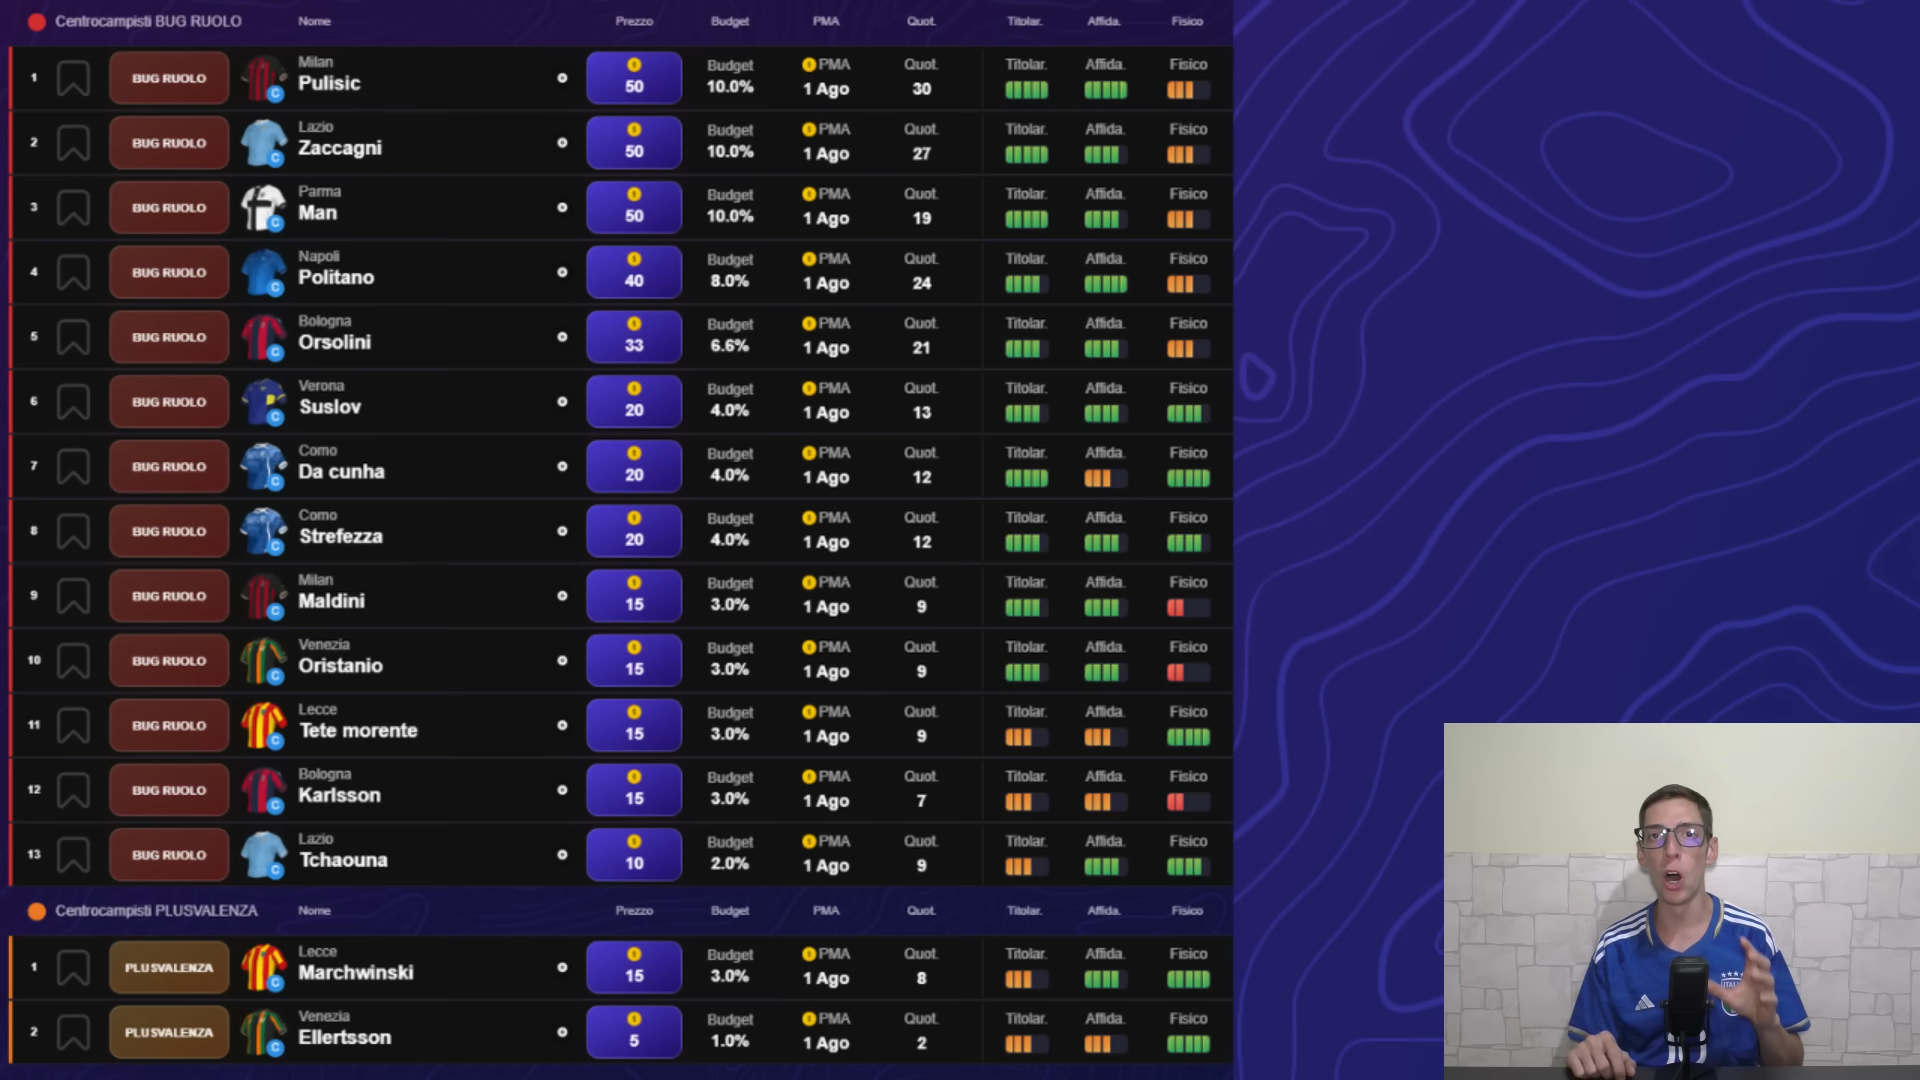 Centrocampisti BUG RUOLO Nome Prezzo Budget PMA Quot. Titolar. Affida. Fisico
1 BUG RUOLO Milan Pulisic 50 Budget 10.0% PMA 1 Ago Quot. 30 Titolar. Affida. Fisico
2 BUG RUOLO Lazio Zaccagni 50 Budget 10.0% PMA 1 Ago Quot. 27 Titolar. Affida. Fisico
3 BUG RUOLO Parma Man 50 Budget 10.0% PMA 1 Ago Quot. 19 Titolar. Affida. Fisico
4 BUG RUOLO Napoli Politano 40 Budget 8.0% PMA 1 Ago Quot. 24 Titolar. Affida. Fisico
5 BUG RUOLO Bologna Orsolini 33 Budget 6.6% PMA 1 Ago Quot. 21 Titolar. Affida. Fisico
6 BUG RUOLO Verona Suslov 20 Budget 4.0% PMA 1 Ago Quot. 13 Titolar. Affida. Fisico
7 BUG RUOLO Como Da cunha 20 Budget 4.0% PMA 1 Ago Quot. 12 Titolar. Affida. Fisico
8 BUG RUOLO Como Strefezza 20 Budget 4.0% PMA 1 Ago Quot. 12 Titolar. Affida. Fisico
9 BUG RUOLO Milan Maldini 15 Budget 3.0% PMA 1 Ago Quot. 9 Titolar. Affida. Fisico
10 BUG RUOLO Venezia Oristanio 15 Budget 3.0% PMA 1 Ago Quot. 9 Titolar. Affida. Fisico
11 BUG RUOLO Lecce Tete morente 15 Budget 3.0% PMA 1 Ago Quot. 9 Titolar. Affida. Fisico
12 BUG RUOLO Bologna Karlsson 15 Budget 3.0% PMA 1 Ago Quot. 7 Titolar. Affida. Fisico
13 BUG RUOLO Lazio Tchaouna 10 Budget 2.0% PMA 1 Ago Quot. 9 Titolar. Affida. Fisico
Centrocampisti PLUSVALENZA Nome Prezzo Budget PMA Quot. Titolar. Affida. Fisico
1 PLUSVALENZA Lecce Marchwinski 15 Budget 3.0% PMA 1 Ago Quot. 8 Titolar. Affida. Fisico
2 PLUSVALENZA Venezia Ellertsson 5 Budget 1.0% PMA 1 Ago Quot. 2 Titolar. Affida. Fisico